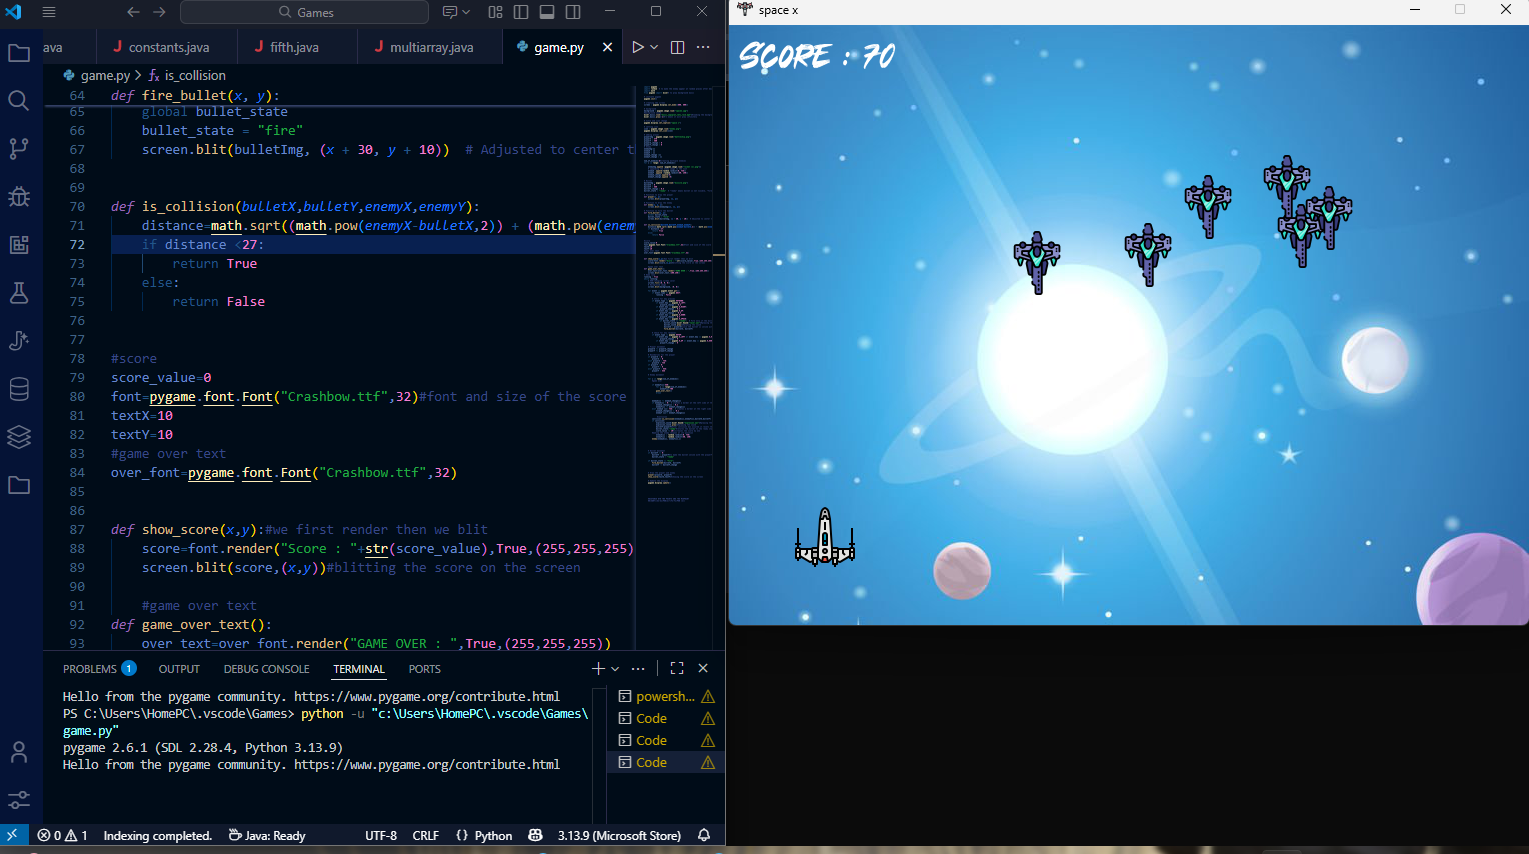 Games
ava
constants.java
fifth.java
multiarray.java
game.py
game.py > is_collision
64 def fire_bullet(x, y):
65 global bullet_state
66 bullet_state = "fire"
67 screen.blit(bulletImg, (x + 30, y + 10)) # Adjusted to center t
68
69
70 def is_collision(bulletX,bulletY,enemyX,enemyY):
71 distance=math.sqrt((math.pow(enemyX-bulletX,2)) + (math.pow(enem
72 if distance <27:
73 return True
74 else:
75 return False
76
77
78 #score
79 score_value=0
80 font=pygame.font.Font("Crashbow.ttf",32)#font and size of the score
81 textX=10
82 textY=10
83 #game over text
84 over_font=pygame.font.Font("Crashbow.ttf",32)
85
86
87 def show_score(x,y):#we first render then we blit
88 score=font.render("Score : "+str(score_value),True,(255,255,255)
89 screen.blit(score,(x,y))#blitting the score on the screen
90
91 #game over text
92 def game_over_text():
93 over_text=over_font.render("GAME OVER : ",True,(255,255,255))
PROBLEMS 1 OUTPUT DEBUG CONSOLE TERMINAL PORTS
Hello from the pygame community. https://www.pygame.org/contribute.html
PS C:\Users\HomePC\.vscode\Games> python -u "c:\Users\HomePC\.vscode\Games\
game.py"
pygame 2.6.1 (SDL 2.28.4, Python 3.13.9)
Hello from the pygame community. https://www.pygame.org/contribute.html
powersh...
Code
Code
Code
0 1 Indexing completed. Java: Ready UTF-8 CRLF {} Python 3.13.9 (Microsoft Store)
space x
SCORE : 70